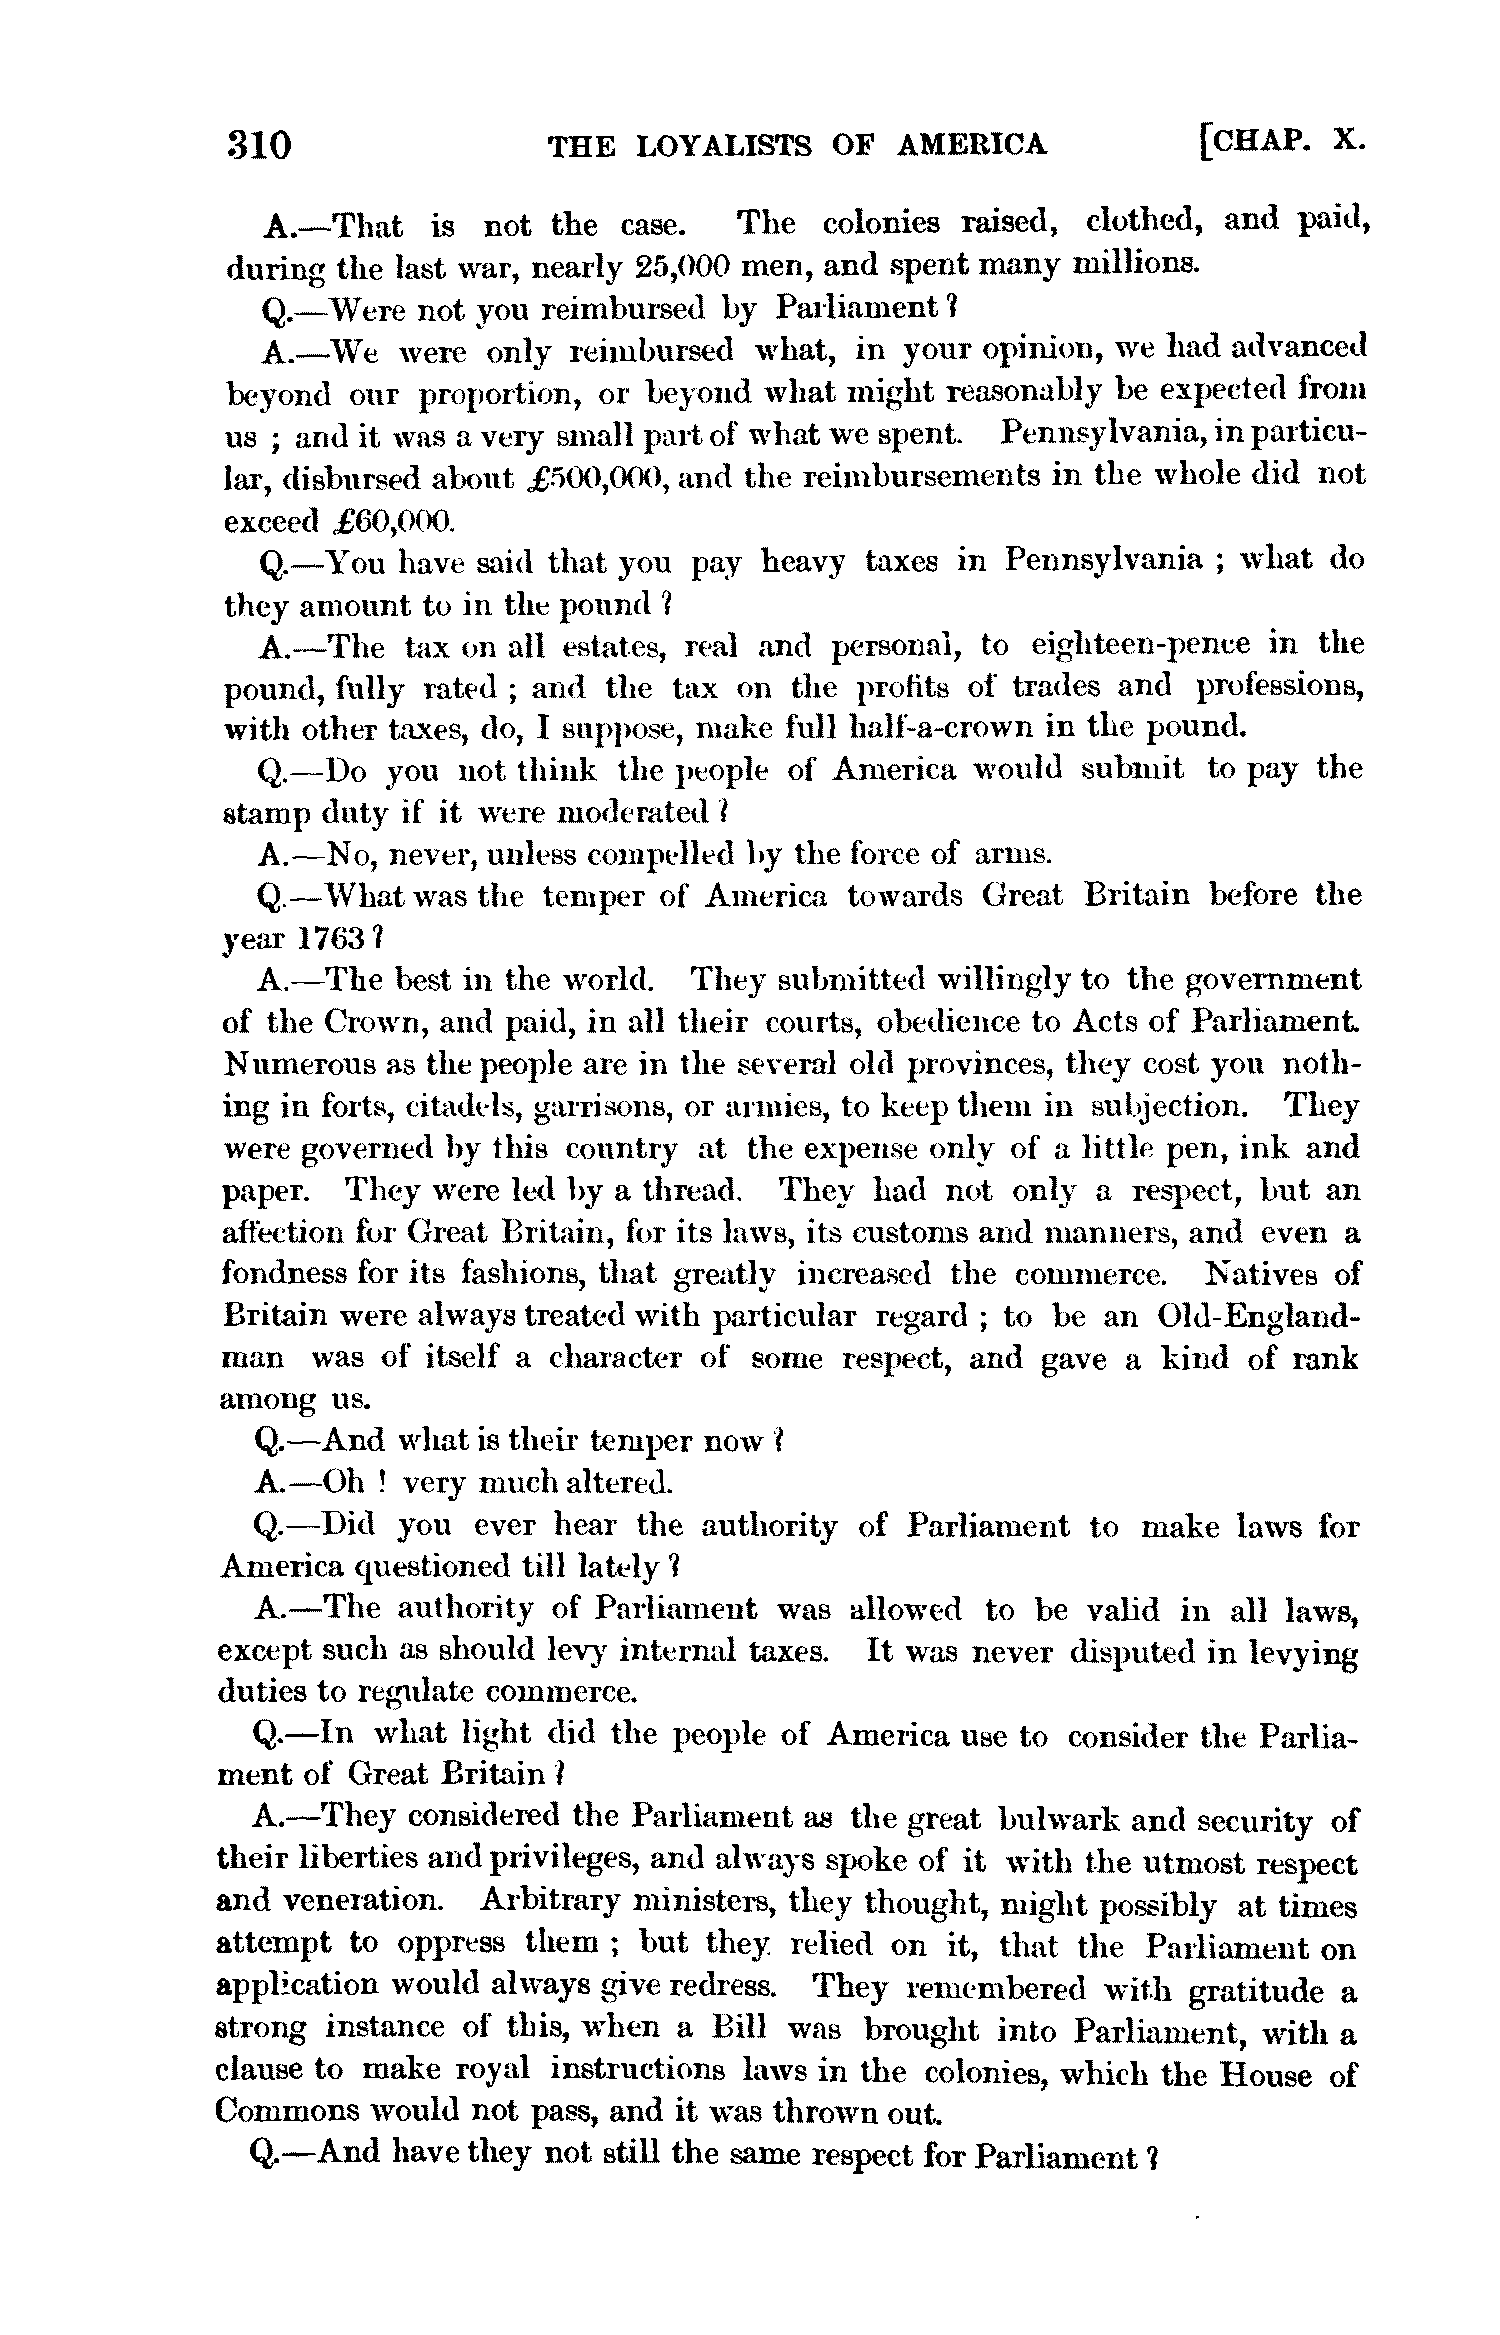 310 THE LOYALISTS OF AMERICA [CHAP. X.
A.—That is not the case. The colonies raised, clothed, and paid,
during the last war, nearly 25,000 men, and spent many millions.
Q.—Were not you reimbursed by Parliament?
A.—We were only reimbursed what, in your opinion, we had advanced
beyond our proportion, or beyond what might reasonably be expected from
us ; and it was a very small part of what we spent. Pennsylvania, in particu-
lar, disbursed about £500,000, and the reimbursements in the whole did not
exceed £60,000.
Q.—You have said that you pay heavy taxes in Pennsylvania ; what do
they amount to in the pound?
A.—The tax on all estates, real and personal, to eighteen-pence in the
pound, fully rated ; and the tax on the profits of trades and professions,
with other taxes, do, I suppose, make full half-a-crown in the pound.
Q.—Do you not think the people of America would submit to pay the
stamp duty if it were moderated?
A.—No, never, unless compelled by the force of arms.
Q.—What was the temper of America towards Great Britain before the
year 1763?
A.—The best in the world. They submitted willingly to the government
of the Crown, and paid, in all their courts, obedience to Acts of Parliament.
Numerous as the people are in the several old provinces, they cost you noth-
ing in forts, citadels, garrisons, or armies, to keep them in subjection. They
were governed by this country at the expense only of a little pen, ink and
paper. They were led by a thread. They had not only a respect, but an
affection for Great Britain, for its laws, its customs and manners, and even a
fondness for its fashions, that greatly increased the commerce. Natives of
Britain were always treated with particular regard ; to be an Old-England-
man was of itself a character of some respect, and gave a kind of rank
among us.
Q.—And what is their temper now?
A.—Oh ! very much altered.
Q.—Did you ever hear the authority of Parliament to make laws for
America questioned till lately?
A.—The authority of Parliament was allowed to be valid in all laws,
except such as should levy internal taxes. It was never disputed in levying
duties to regulate commerce.
Q.—In what light did the people of America use to consider the Parlia-
ment of Great Britain?
A.—They considered the Parliament as the great bulwark and security of
their liberties and privileges, and always spoke of it with the utmost respect
and veneration. Arbitrary ministers, they thought, might possibly at times
attempt to oppress them ; but they relied on it, that the Parliament on
application would always give redress. They remembered with gratitude a
strong instance of this, when a Bill was brought into Parliament, with a
clause to make royal instructions laws in the colonies, which the House of
Commons would not pass, and it was thrown out.
Q.—And have they not still the same respect for Parliament?